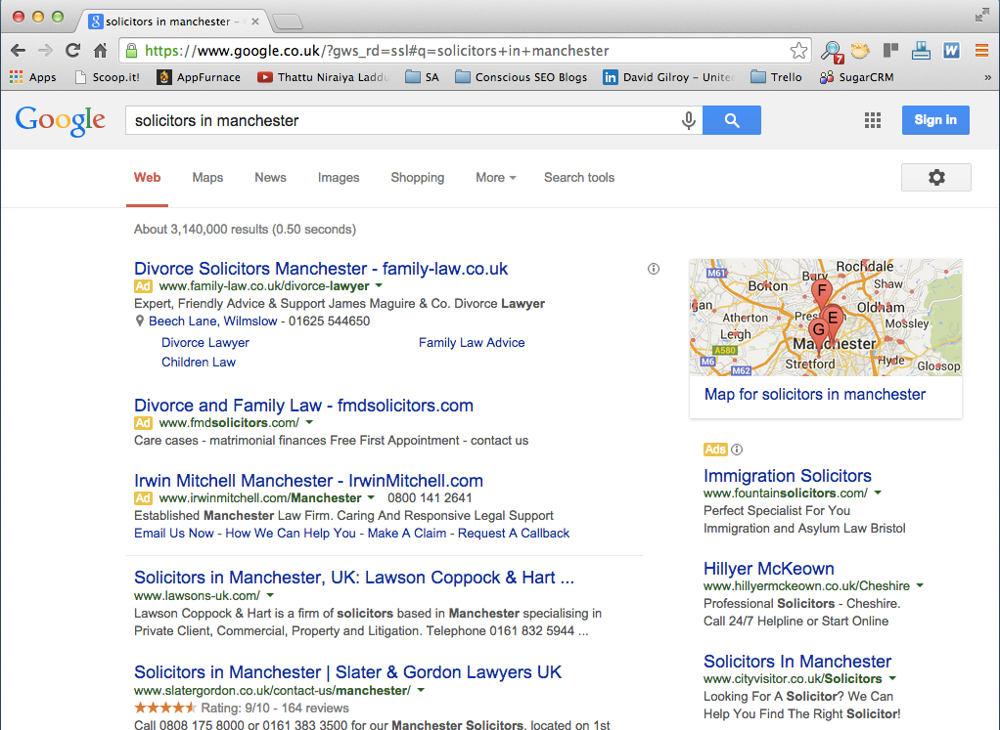 solicitors in manchester -
https://www.google.co.uk/?gws_rd=ssl#q=solicitors+in+manchester
7
W
Apps
Scoop.it!
AppFurnace
Thattu Niraiya Laddu
SA
Conscious SEO Blogs
in David Gilroy - Unite
Trello
SugarCRM
»
Google
solicitors in manchester
Sign in
Web
Maps
News
Images
Shopping
More
Search tools
About 3,140,000 results (0.50 seconds)
Divorce Solicitors Manchester - family-law.co.uk
Ad www.family-law.co.uk/divorce-lawyer
Expert, Friendly Advice & Support James Maguire & Co. Divorce Lawyer
Beech Lane, Wilmslow - 01625 544650
Divorce Lawyer
Family Law Advice
Children Law
Divorce and Family Law - fmdsolicitors.com
Ad www.fmdsolicitors.com/
Care cases - matrimonial finances Free First Appointment - contact us
Irwin Mitchell Manchester - IrwinMitchell.com
Ad www.irwinmitchell.com/Manchester 0800 141 2641
Established Manchester Law Firm. Caring And Responsive Legal Support
Email Us Now - How We Can Help You - Make A Claim - Request A Callback
Solicitors in Manchester, UK: Lawson Coppock & Hart ...
www.lawsons-uk.com/
Lawson Coppock & Hart is a firm of solicitors based in Manchester specialising in
Private Client, Commercial, Property and Litigation. Telephone 0161 832 5944 ...
Solicitors in Manchester | Slater & Gordon Lawyers UK
www.slatergordon.co.uk/contact-us/manchester/
Rating: 9/10 - 164 reviews
Call 0808 175 8000 or 0161 383 3500 for our Manchester Solicitors, located on 1st
M61
Rochdale
Bury
Bolton
Shaw
igan
Oldham
Atherton
Prest
Mossley
Leigh
F
E
G
Manchester
A580
M6
M62
Stretford
Hyde
Glossop
Map for solicitors in manchester
Ads
Immigration Solicitors
www.fountainsolicitors.com/
Perfect Specialist For You
Immigration and Asylum Law Bristol
Hillyer McKeown
www.hillyermckeown.co.uk/Cheshire
Professional Solicitors - Cheshire.
Call 24/7 Helpline or Start Online
Solicitors In Manchester
www.cityvisitor.co.uk/Solicitors
Looking For A Solicitor? We Can
Help You Find The Right Solicitor!